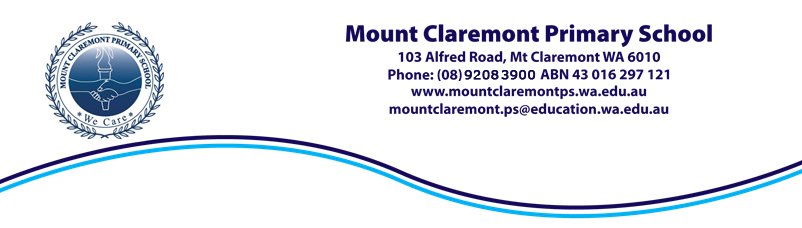 MOUNT CLAREMONT PRIMARY SCHOOL
* We Care *
Mount Claremont Primary School
103 Alfred Road, Mt Claremont WA 6010
Phone: (08) 9208 3900 ABN 43 016 297 121
www.mountclaremontps.wa.edu.au
mountclaremont.ps@education.wa.edu.au